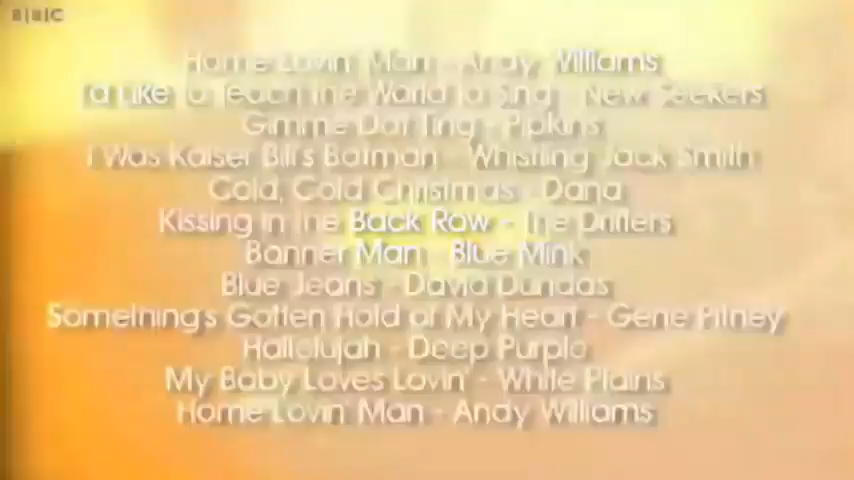 BBC
Home Lovin' Man - Andy Williams
I'd Like To Teach The World To Sing - New Seekers
Gimme Dat Ting - Pipkins
I Was Kaiser Bill's Batman - Whistling Jack Smith
Cold, Cold Christmas - Dana
Kissing in the Back Row - The Drifters
Banner Man - Blue Mink
Blue Jeans - David Dundas
Something's Gotten Hold of My Heart - Gene Pitney
Hallelujah - Deep Purple
My Baby Loves Lovin' - White Plains
Home Lovin' Man - Andy Williams